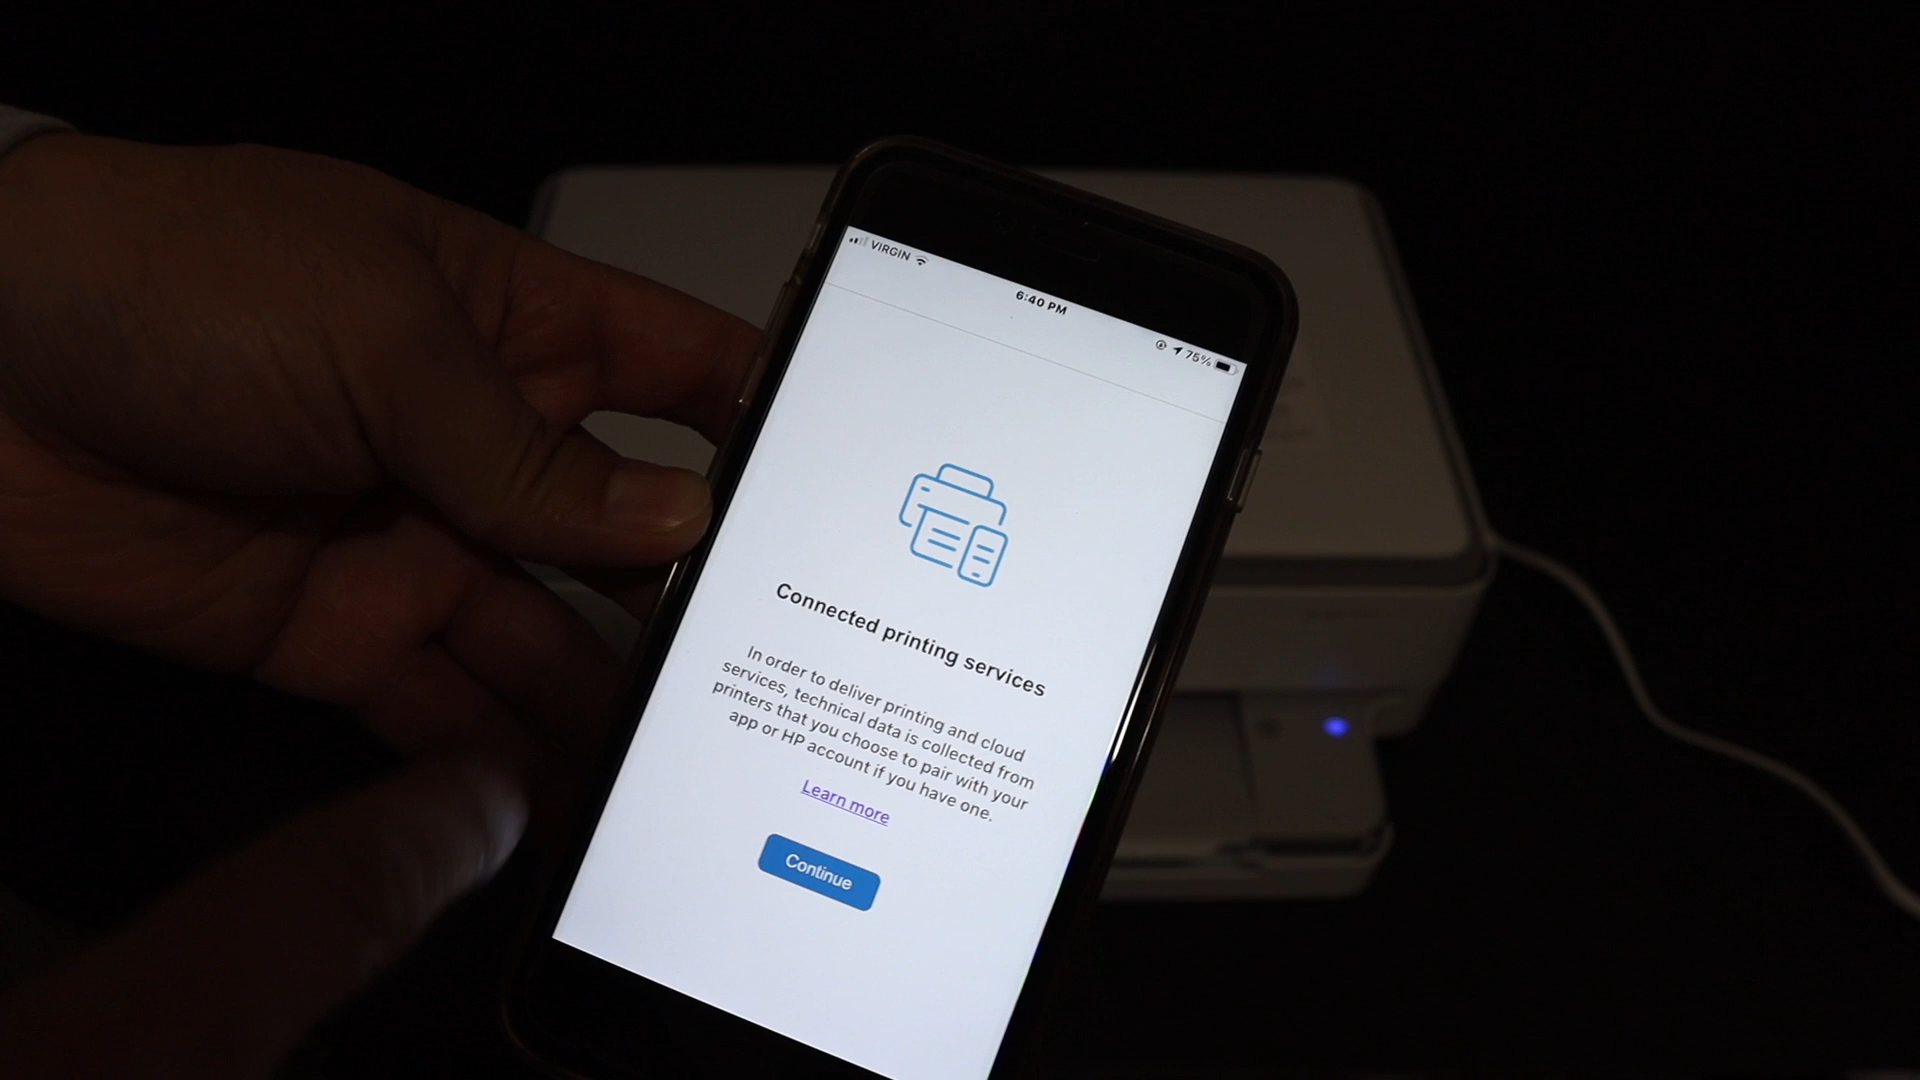 VIRGIN
6:40 PM
75%
Connected printing services
In order to deliver printing and cloud
services, technical data is collected from
printers that you choose to pair with your
app or HP account if you have one.
Learn more
Continue